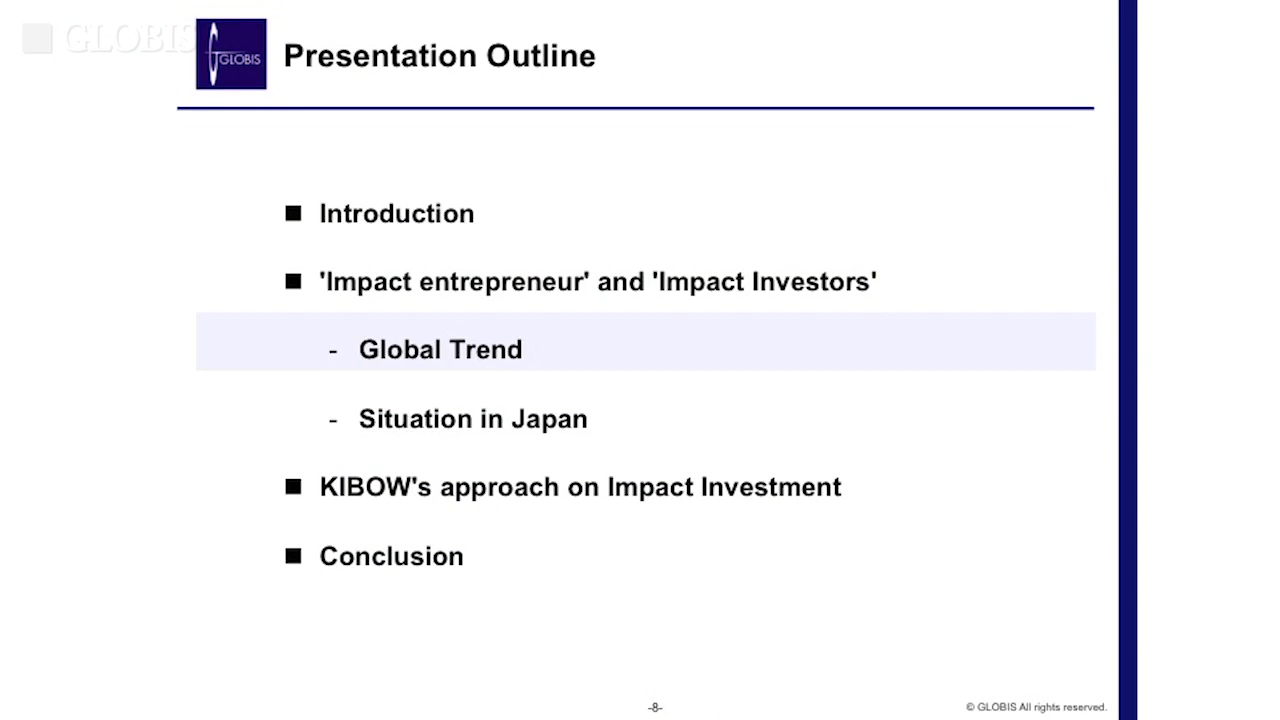 GLOBIS
GLOBIS
Presentation Outline
■ Introduction
■ 'Impact entrepreneur' and 'Impact Investors'
- Global Trend
- Situation in Japan
■ KIBOW's approach on Impact Investment
■ Conclusion
-8-
© GLOBIS All rights reserved.